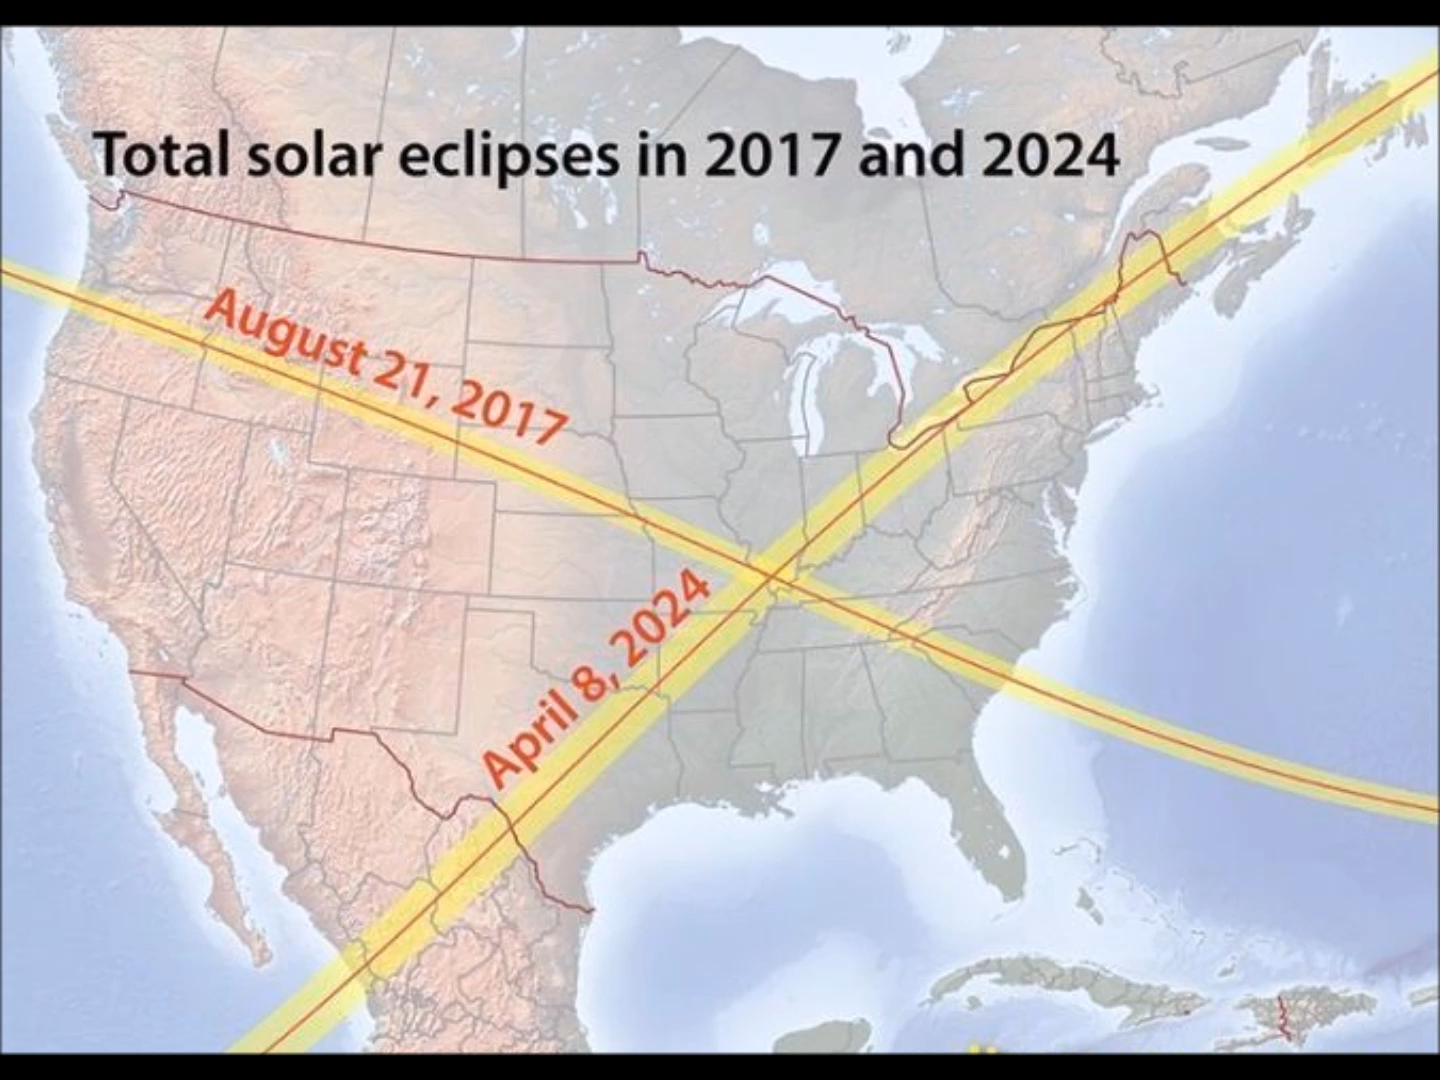 Total solar eclipses in 2017 and 2024
August 21, 2017
April 8, 2024